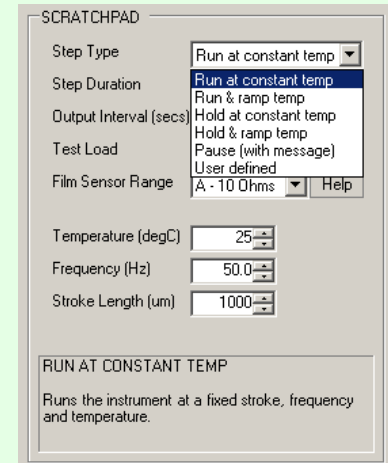 SCRATCHPAD
Step Type Run at constant temp
Step Duration
Run at constant temp
Run & ramp temp
Output Interval (secs)
Hold at constant temp
Hold & ramp temp
Test Load
Pause (with message)
User defined
Film Sensor Range A - 10 Ohms Help
Temperature (degC) 25
Frequency (Hz) 50.0
Stroke Length (um) 1000
RUN AT CONSTANT TEMP
Runs the instrument at a fixed stroke, frequency
and temperature.